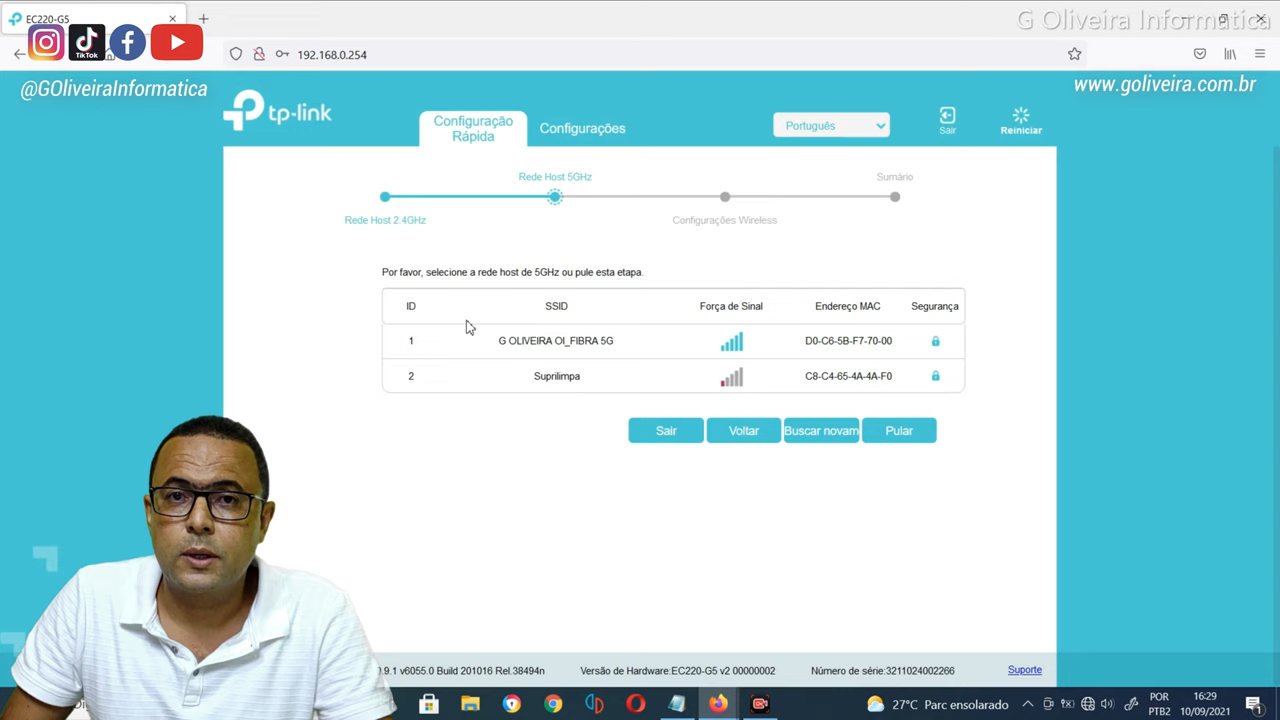 EC220-G5
G Oliveira Informatica
TikTok
192.168.0.254
@GOliveiraInformatica
www.goliveira.com.br
tp-link
Configuração
Rápida
Configurações
Português
Sair
Reiniciar
Rede Host 5GHz
Sumário
Rede Host 2.4GHz
Configurações Wireless
Por favor, selecione a rede host de 5GHz ou pule esta etapa.
ID SSID Força de Sinal Endereço MAC Segurança
1 G OLIVEIRA OI_FIBRA 5G D0-C6-5B-F7-70-00
2 Suprilimpa C8-C4-65-4A-4A-F0
Sair Voltar Buscar novam Pular
.9.1 v6055.0 Build 201016 Rel.38494n Versão de Hardware:EC220-G5 v2 00000002 Número de série:3211024002266 Suporte
27°C Parc ensolarado
POR
PTB2
16:29
10/09/2021
1